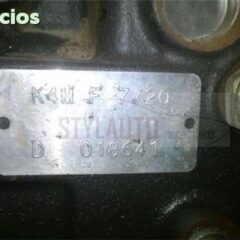 cios
K4M F 7/20
STYLAUTO
D 018641